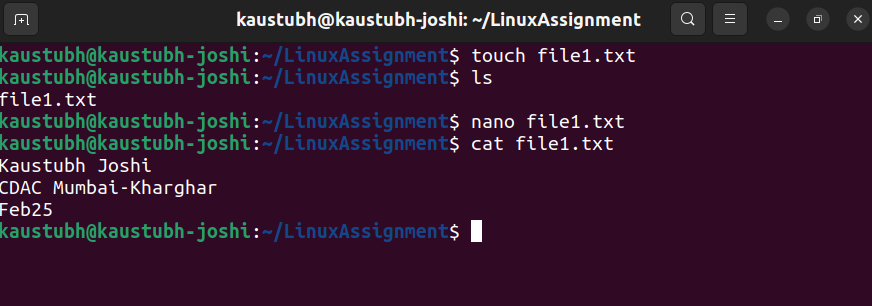 kaustubh@kaustubh-joshi: ~/LinuxAssignment
kaustubh@kaustubh-joshi:~/LinuxAssignment$ touch file1.txt
kaustubh@kaustubh-joshi:~/LinuxAssignment$ ls
file1.txt
kaustubh@kaustubh-joshi:~/LinuxAssignment$ nano file1.txt
kaustubh@kaustubh-joshi:~/LinuxAssignment$ cat file1.txt
Kaustubh Joshi
CDAC Mumbai-Kharghar
Feb25
kaustubh@kaustubh-joshi:~/LinuxAssignment$